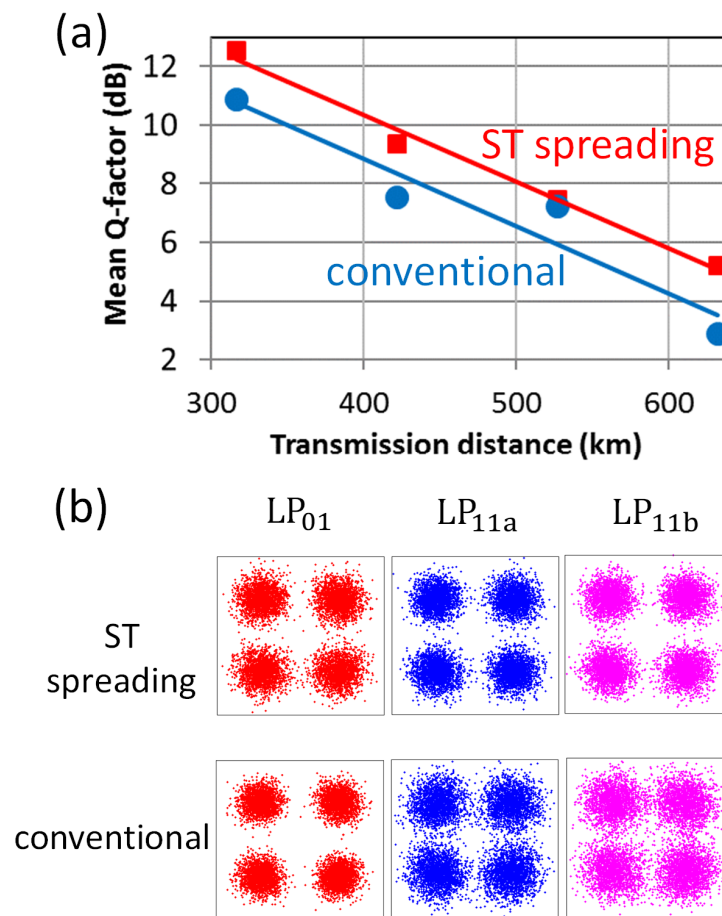 (a)
Mean Q-factor (dB)
12
10
8
6
4
2
ST spreading
conventional
300 400 500 600
Transmission distance (km)
(b)
LP01 LP11a LP11b
ST
spreading
conventional